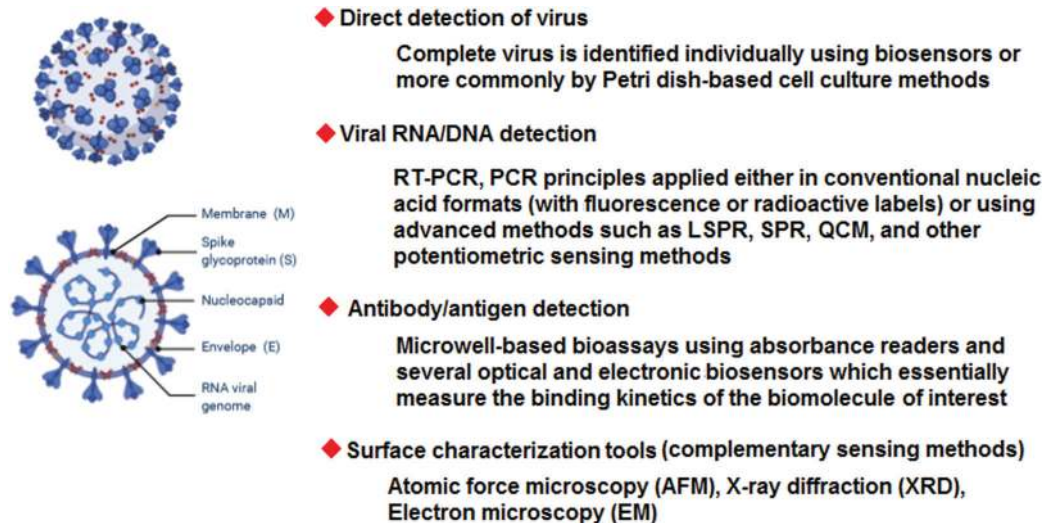 Direct detection of virus
Complete virus is identified individually using biosensors or
more commonly by Petri dish-based cell culture methods
Viral RNA/DNA detection
RT-PCR, PCR principles applied either in conventional nucleic
acid formats (with fluorescence or radioactive labels) or using
advanced methods such as LSPR, SPR, QCM, and other
potentiometric sensing methods
Membrane (M)
Spike
glycoprotein (S)
Nucleocapsid
Envelope (E)
RNA viral
genome
Antibody/antigen detection
Microwell-based bioassays using absorbance readers and
several optical and electronic biosensors which essentially
measure the binding kinetics of the biomolecule of interest
Surface characterization tools (complementary sensing methods)
Atomic force microscopy (AFM), X-ray diffraction (XRD),
Electron microscopy (EM)